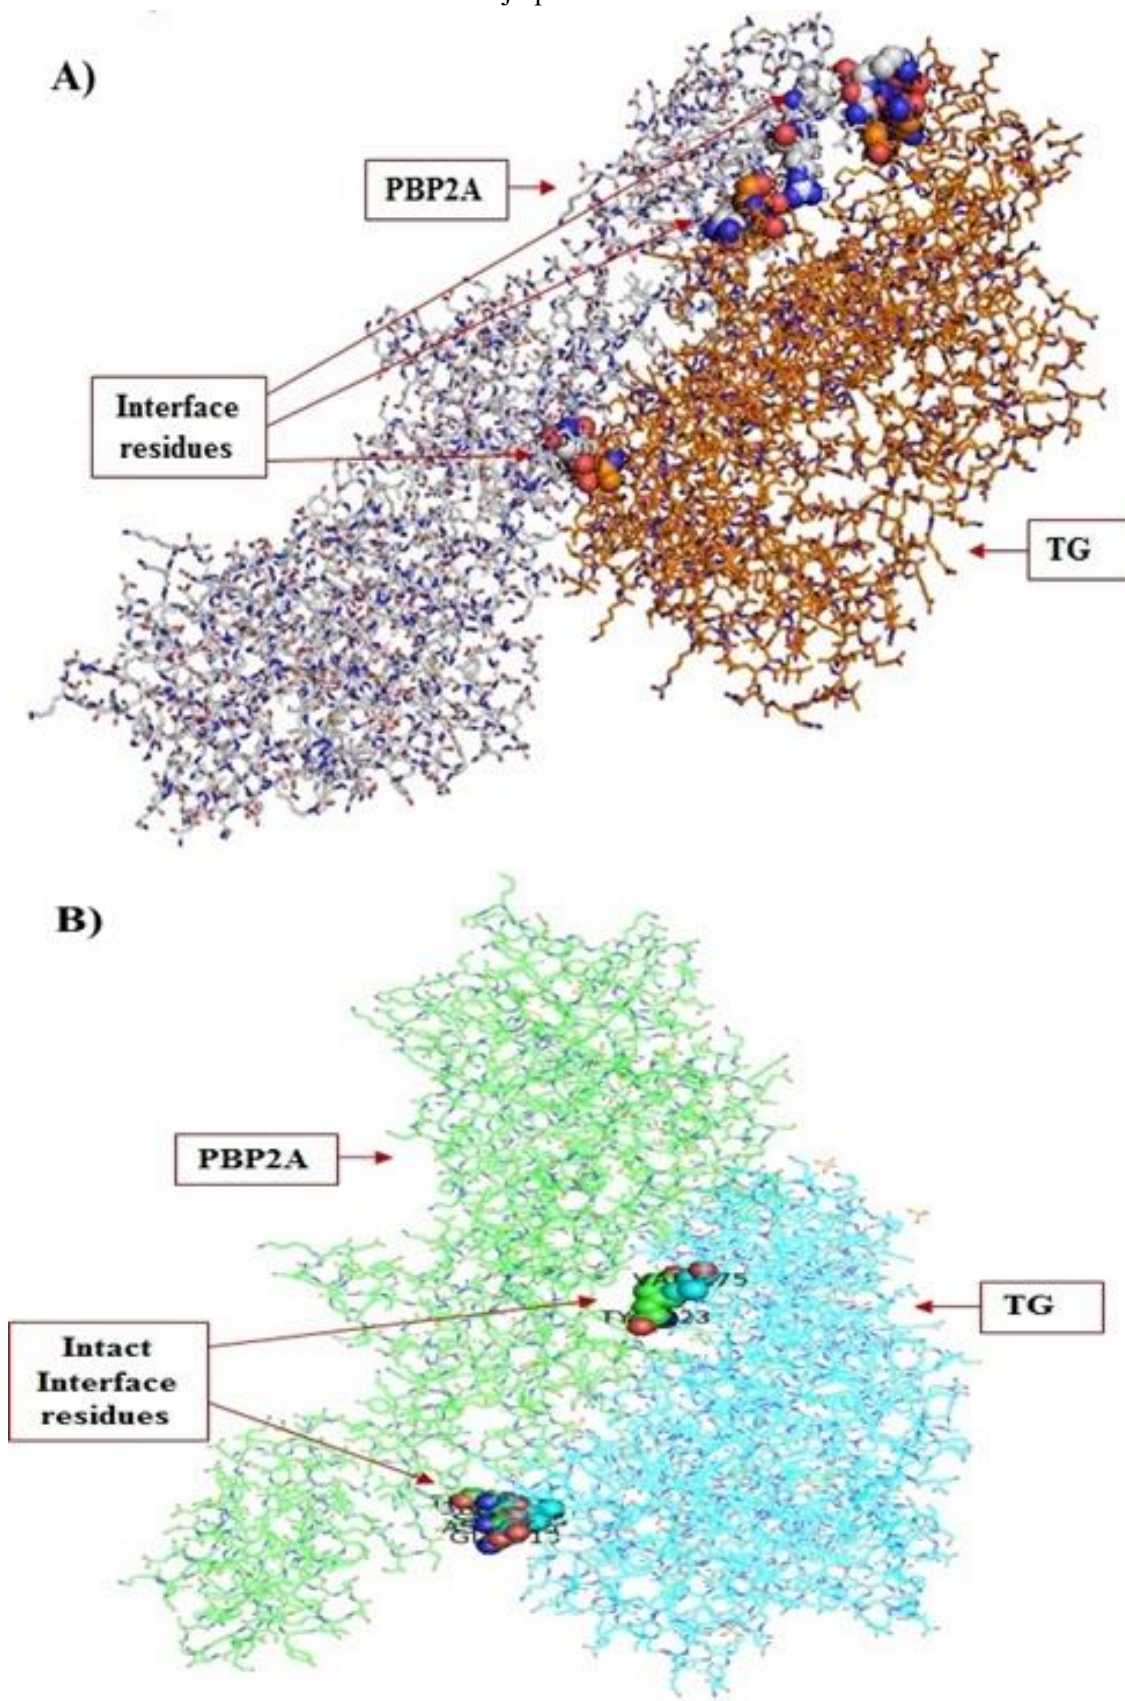 A)
PBP2A
Interface
residues
TG
B)
PBP2A
TG
Intact
Interface
residues